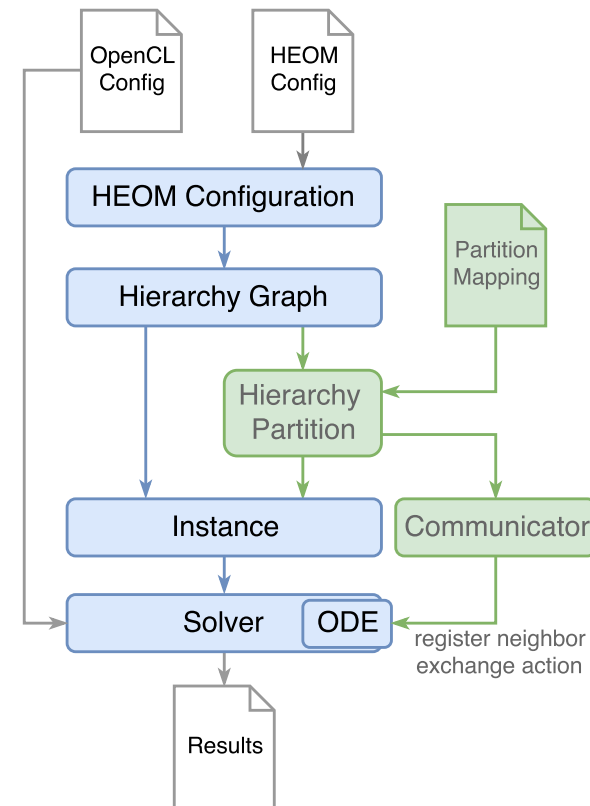 OpenCL
Config
HEOM
Config
HEOM Configuration
Partition
Mapping
Hierarchy Graph
Hierarchy
Partition
Instance
Communicator
Solver
ODE
register neighbor
exchange action
Results